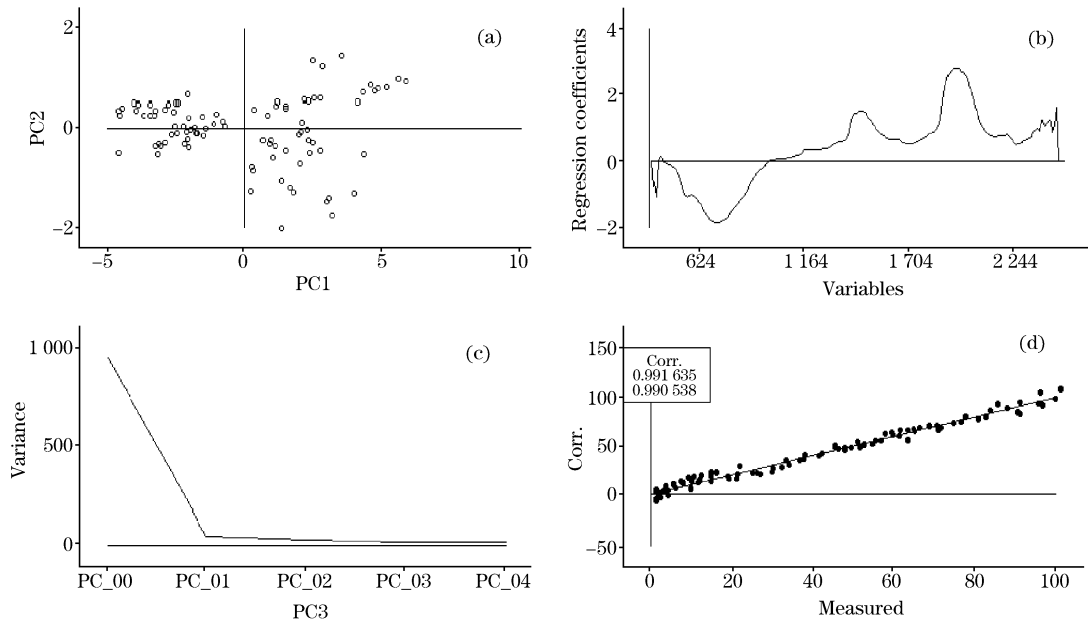 (a)
PC2
2
0
−2
−5
0
5
10
PC1
(b)
Regression coefficients
4
2
0
−2
624
1 164
1 704
2 244
Variables
(c)
Variance
1 000
500
0
PC_00
PC_01
PC_02
PC_03
PC_04
PC3
(d)
Corr.
150
100
50
0
−50
Corr.
0.991 635
0.990 538
0
20
40
60
80
100
Measured